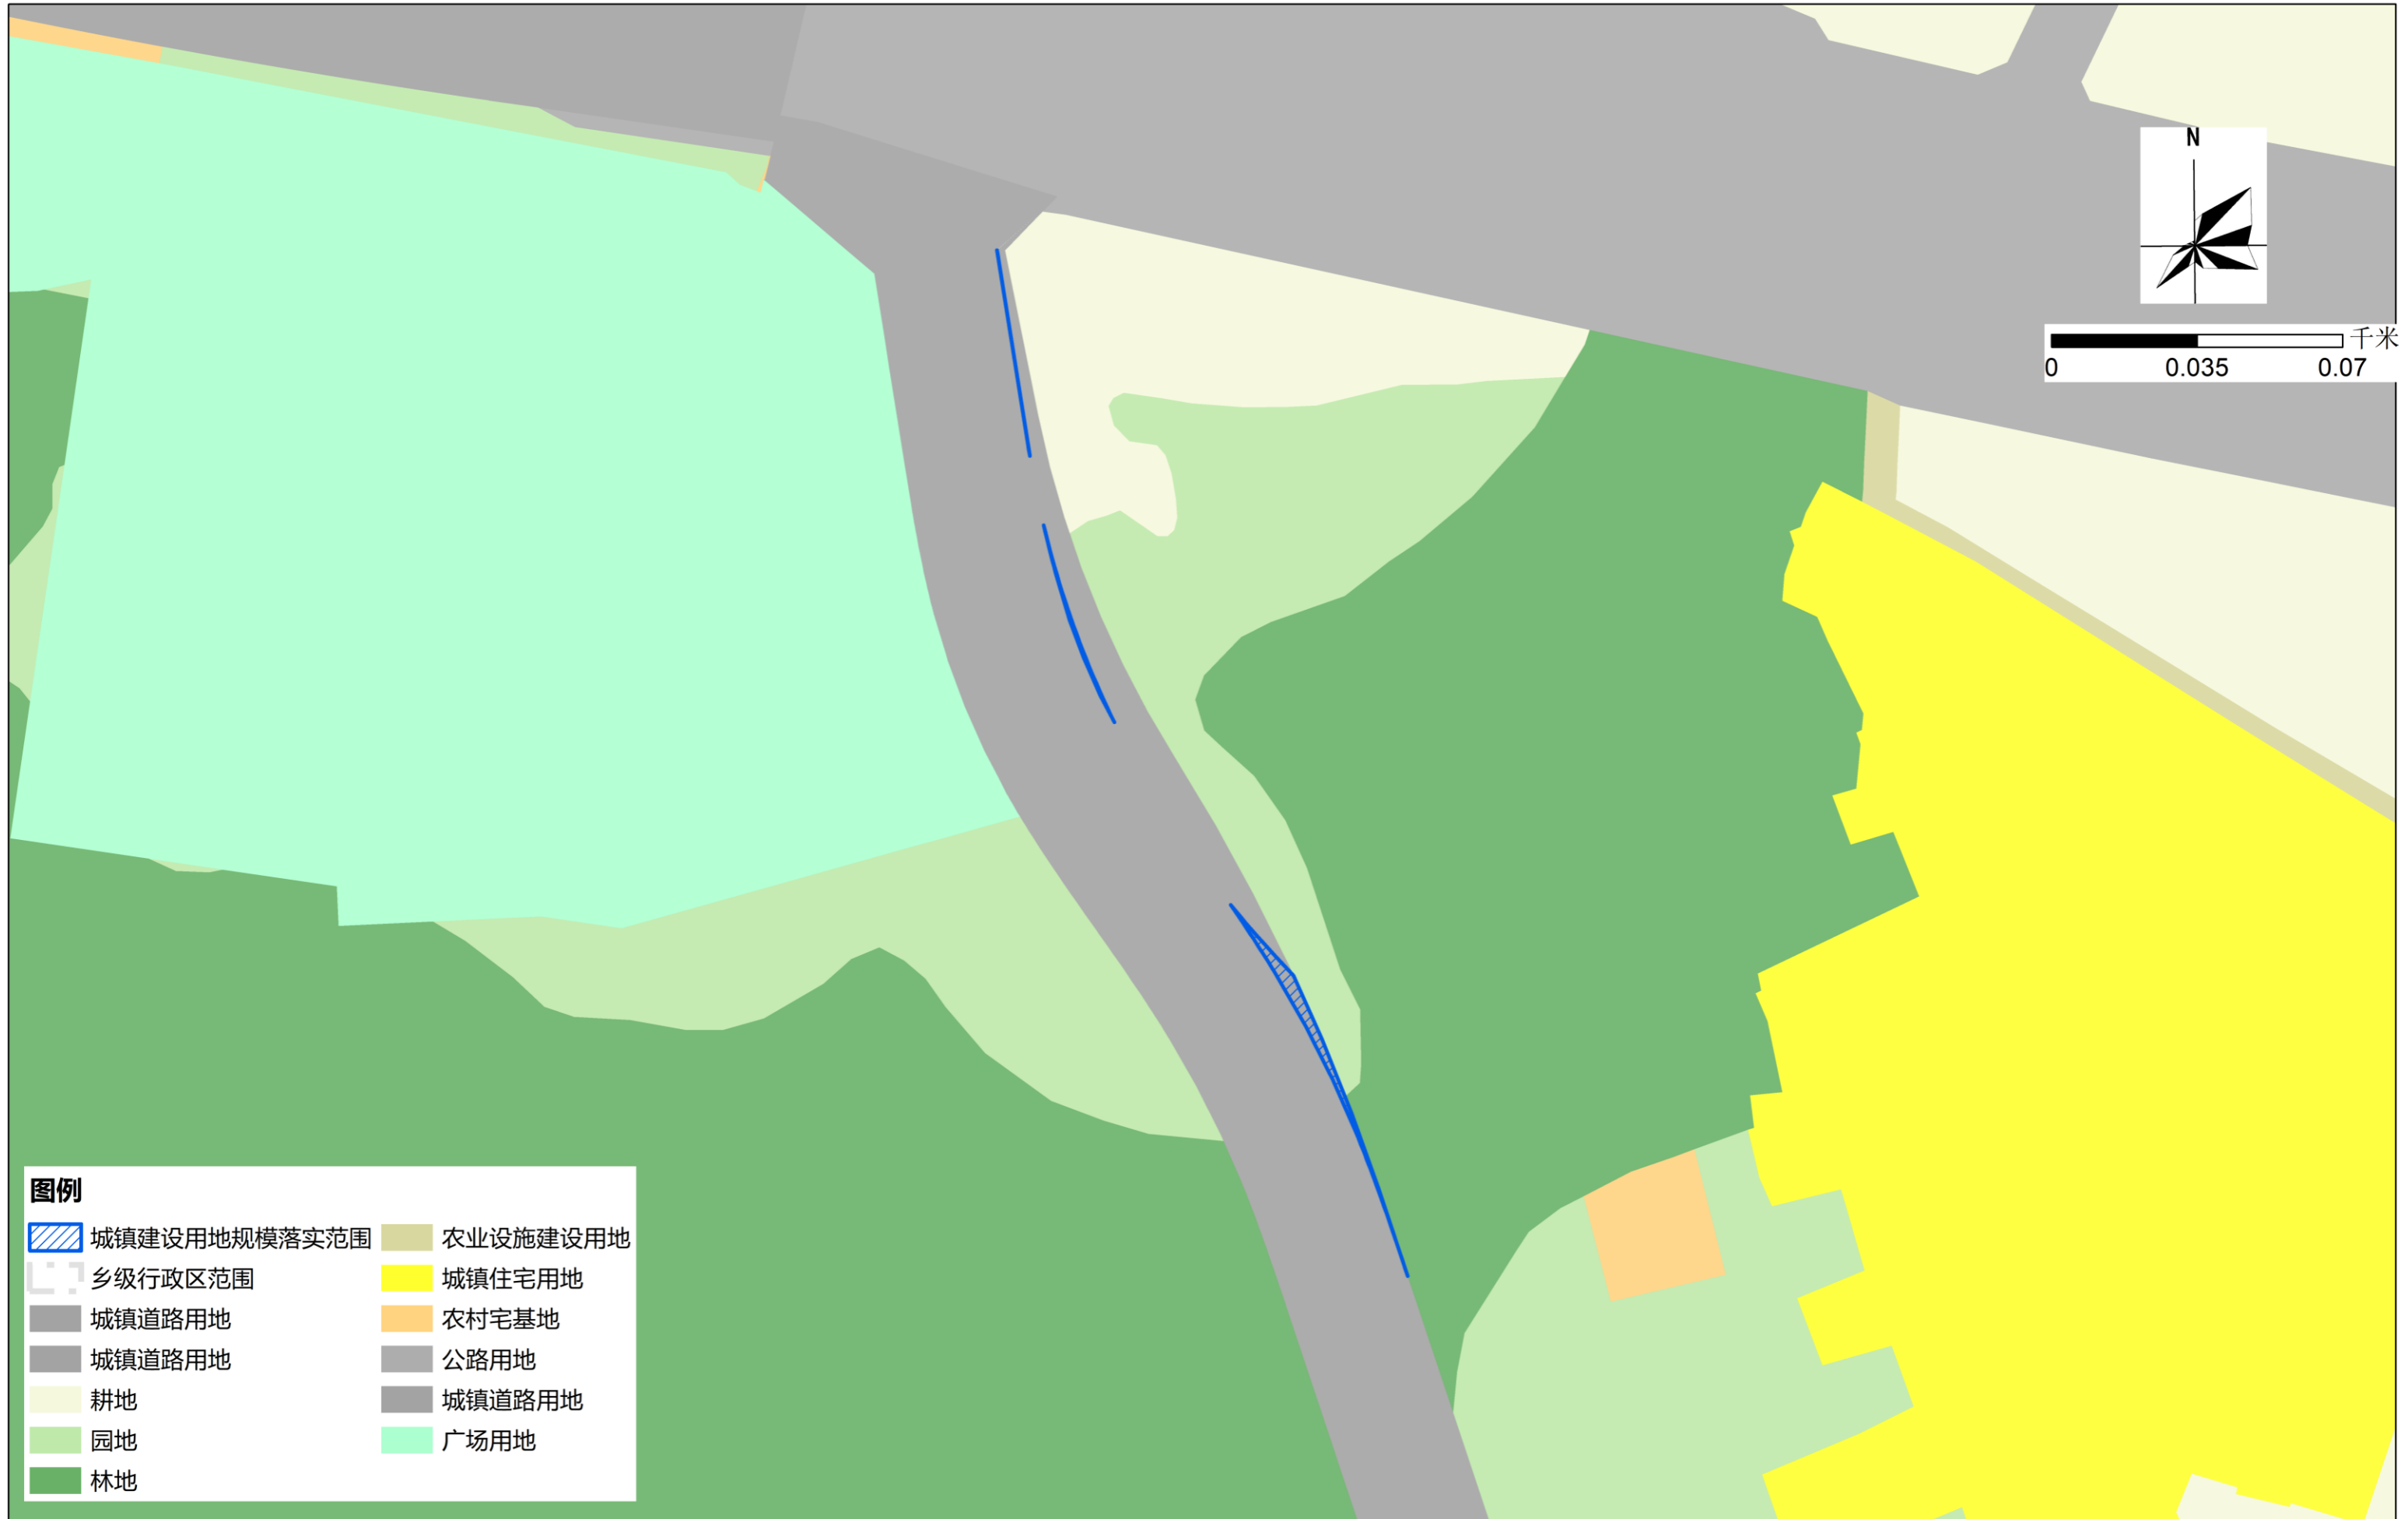 N
千米
0 0.035 0.07
图例
城镇建设用地规模落实范围
乡级行政区范围
城镇道路用地
城镇道路用地
耕地
园地
林地
农业设施建设用地
城镇住宅用地
农村宅基地
公路用地
城镇道路用地
广场用地